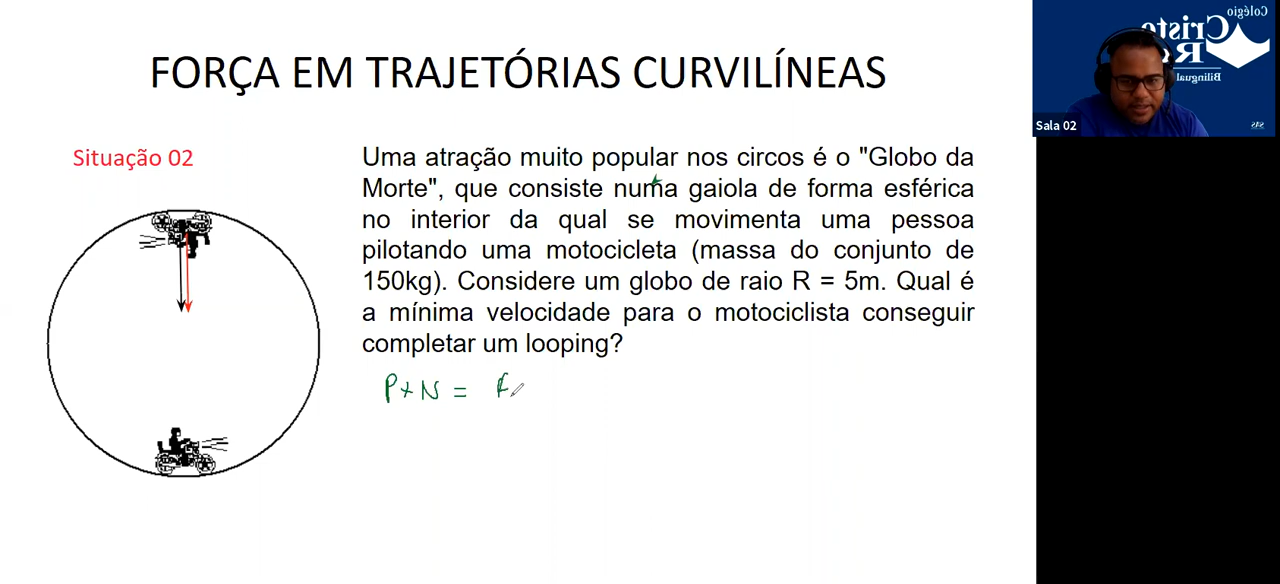 FORÇA EM TRAJETÓRIAS CURVILÍNEAS
Situação 02
Uma atração muito popular nos circos é o "Globo da
Morte", que consiste numa gaiola de forma esférica
no interior da qual se movimenta uma pessoa
pilotando uma motocicleta (massa do conjunto de
150kg). Considere um globo de raio R = 5m. Qual é
a mínima velocidade para o motociclista conseguir
completar um looping?
P+N = F
Colégio
Cristo
R
Bilingual
SAS
Sala 02